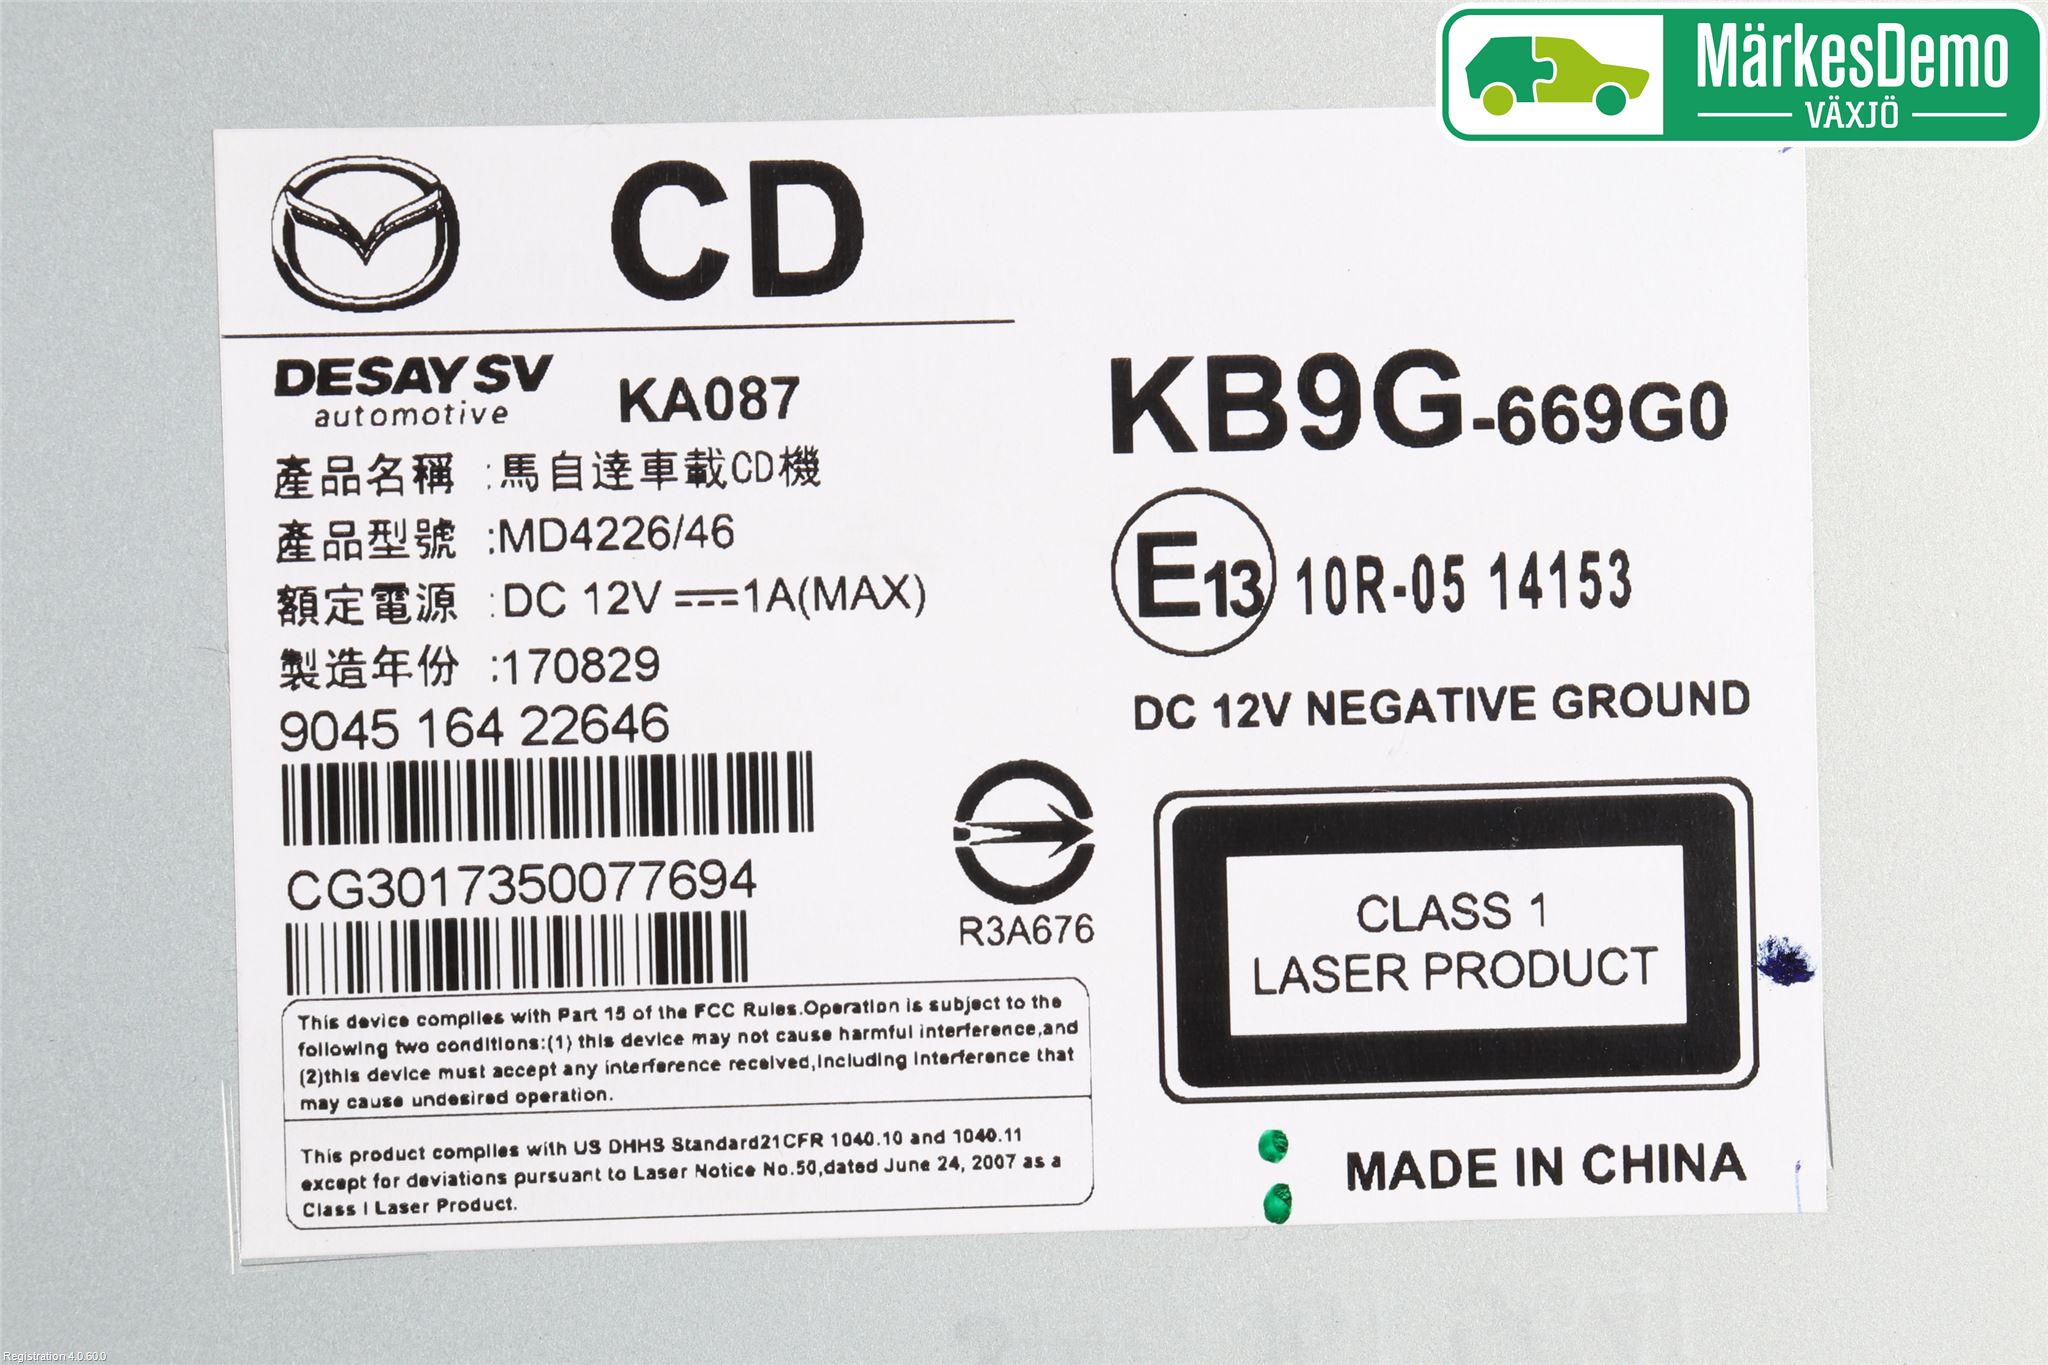 MärkesDemo
VÄXJÖ
CD
DESAY SV
automotive
KA087
KB9G-669G0
產品名稱 :馬自達車載CD機
產品型號 :MD4226/46
額定電源 :DC 12V 1A(MAX)
製造年份 :170829
9045 164 22646
CG3017350077694
R3A676
E13 10R-05 14153
DC 12V NEGATIVE GROUND
CLASS 1
LASER PRODUCT
This device complies with Part 15 of the FCC Rules.Operation is subject to the
following two conditions:(1) this device may not cause harmful interference,and
(2)this device must accept any interference received,including interference that
may cause undesired operation.
This product complies with US DHHS Standard21CFR 1040.10 and 1040.11
except for deviations pursuant to Laser Notice No.50,dated June 24, 2007 as a
Class I Laser Product.
MADE IN CHINA
Registration 4.0.60.0